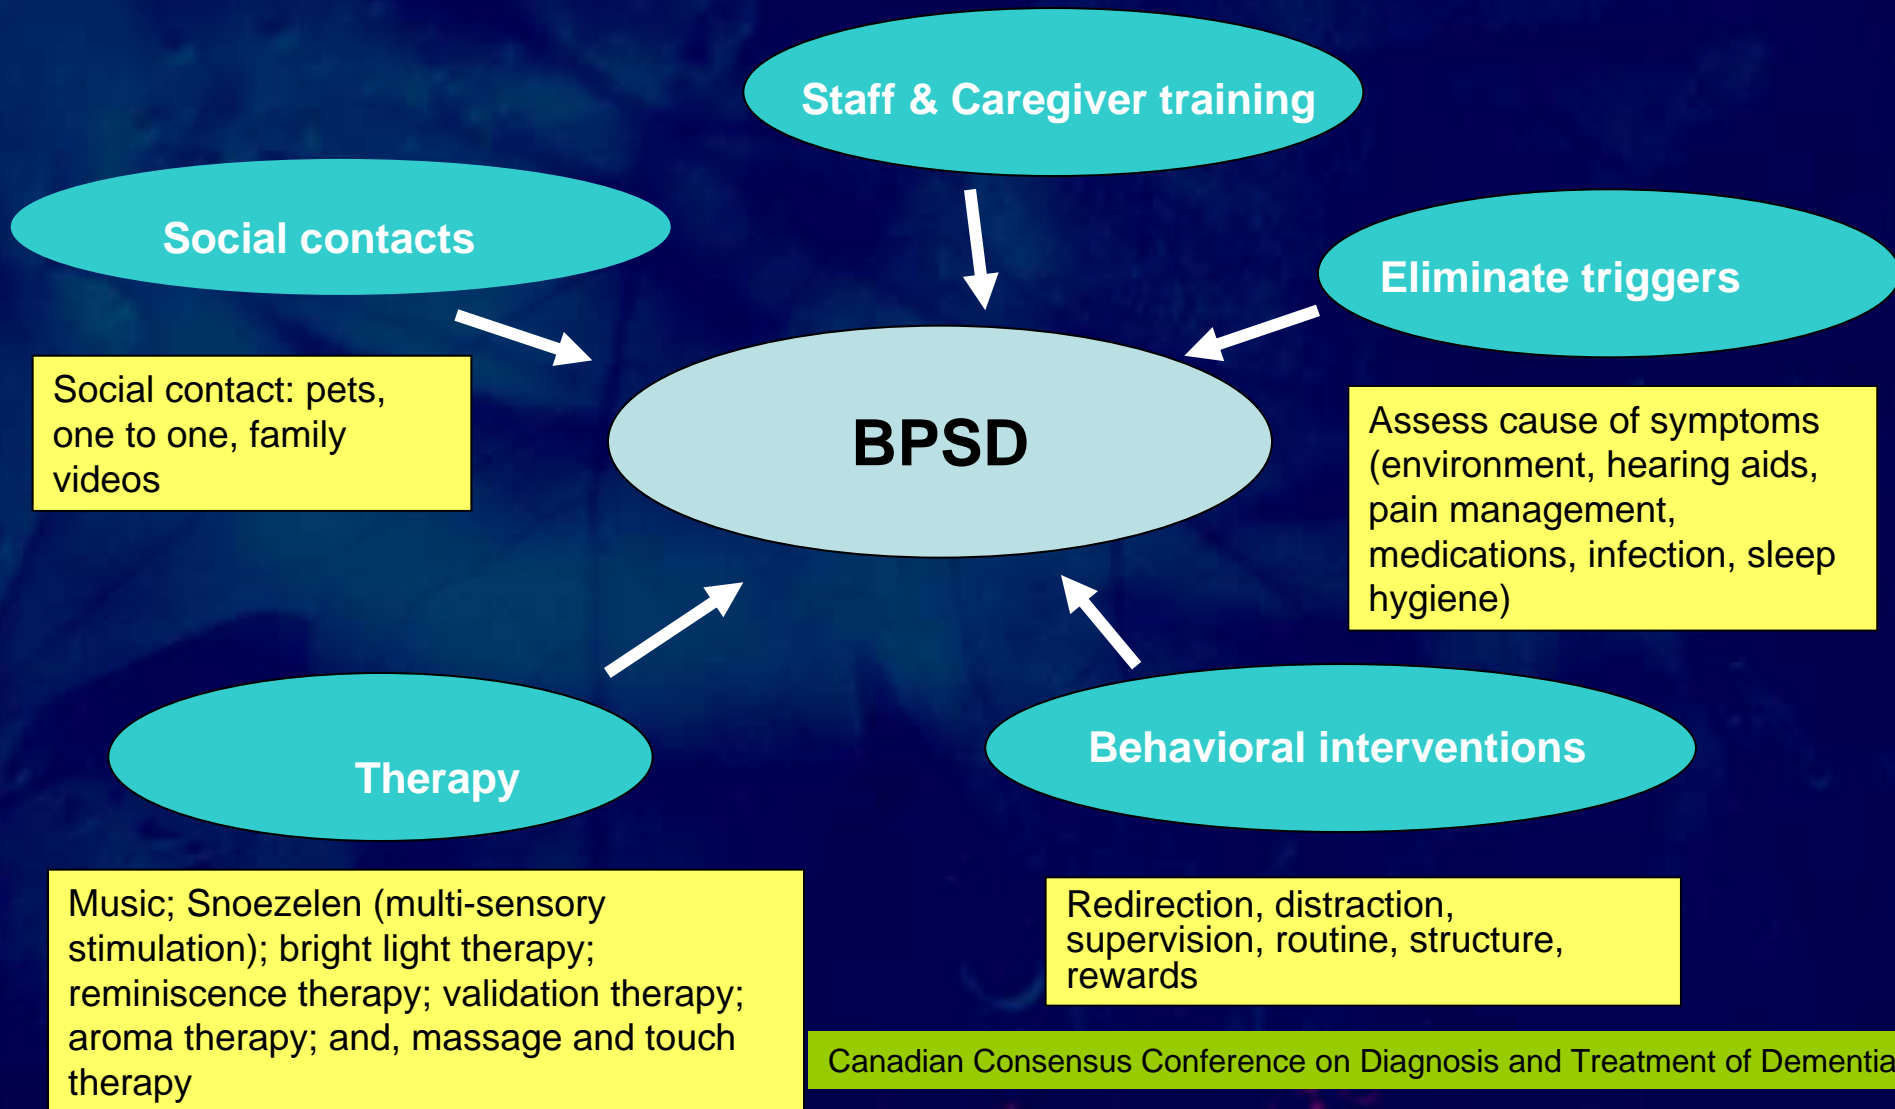 Staff & Caregiver training
Social contacts
Eliminate triggers
Social contact: pets,
one to one, family
videos
BPSD
Assess cause of symptoms
(environment, hearing aids,
pain management,
medications, infection, sleep
hygiene)
Therapy
Behavioral interventions
Music; Snoezelen (multi-sensory
stimulation); bright light therapy;
reminiscence therapy; validation therapy;
aroma therapy; and, massage and touch
therapy
Redirection, distraction,
supervision, routine, structure,
rewards
Canadian Consensus Conference on Diagnosis and Treatment of Dementia